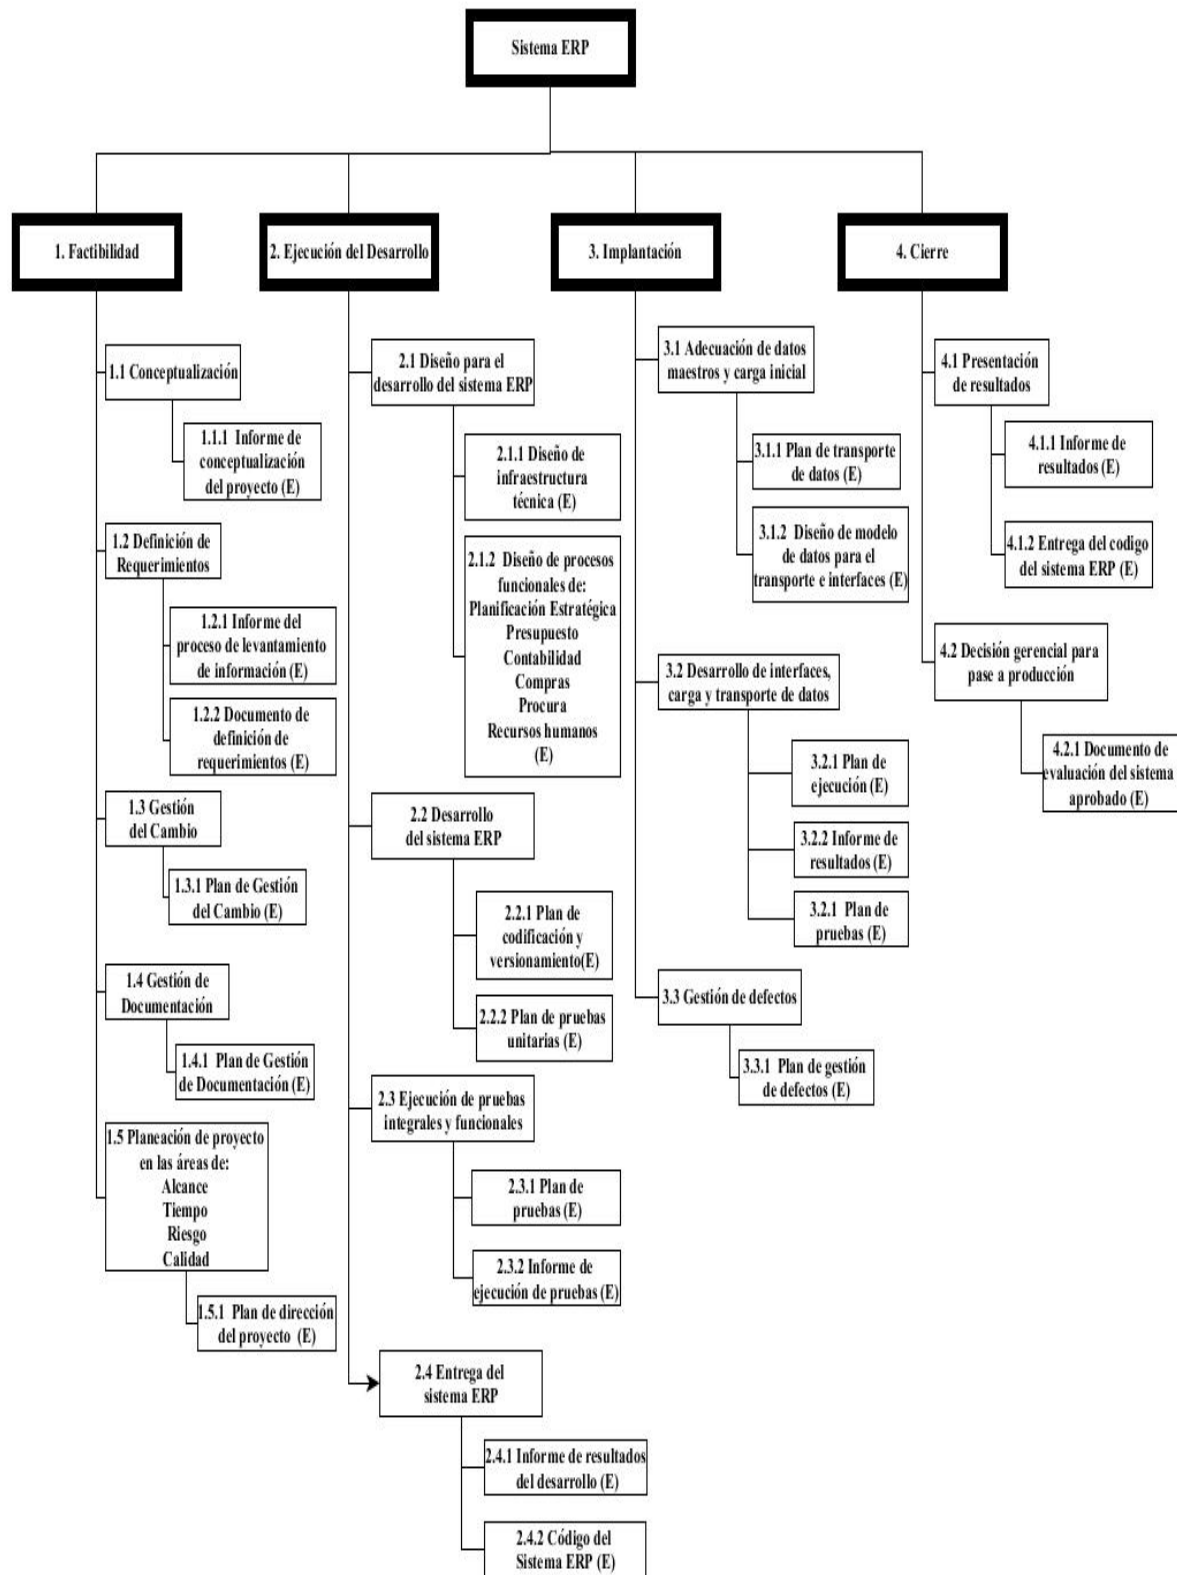 Sistema ERP
1. Factibilidad
2. Ejecución del Desarrollo
3. Implantación
4. Cierre
1.1 Conceptualización
1.1.1 Informe de
conceptualización
del proyecto (E)
1.2 Definición de
Requerimientos
1.2.1 Informe del
proceso de levantamiento
de información (E)
1.2.2 Documento de
definición de
requerimientos (E)
1.3 Gestión
del Cambio
1.3.1 Plan de Gestión
del Cambio (E)
1.4 Gestión de
Documentación
1.4.1 Plan de Gestión
de Documentación (E)
1.5 Planeación de proyecto
en las áreas de:
Alcance
Tiempo
Riesgo
Calidad
1.5.1 Plan de dirección
del proyecto (E)
2.1 Diseño para el
desarrollo del sistema ERP
2.1.1 Diseño de
infraestructura
técnica (E)
2.1.2 Diseño de procesos
funcionales de:
Planificación Estratégica
Presupuesto
Contabilidad
Compras
Procura
Recursos humanos
(E)
2.2 Desarrollo
del sistema ERP
2.2.1 Plan de
codificación y
versionamiento(E)
2.2.2 Plan de pruebas
unitarias (E)
2.3 Ejecución de pruebas
integrales y funcionales
2.3.1 Plan de
pruebas (E)
2.3.2 Informe de
ejecución de pruebas (E)
2.4 Entrega del
sistema ERP
2.4.1 Informe de resultados
del desarrollo (E)
2.4.2 Código del
Sistema ERP (E)
3.1 Adecuación de datos
maestros y carga inicial
3.1.1 Plan de transporte
de datos (E)
3.1.2 Diseño de modelo
de datos para el
transporte e interfaces (E)
3.2 Desarrollo de interfaces,
carga y transporte de datos
3.2.1 Plan de
ejecución (E)
3.2.2 Informe de
resultados (E)
3.2.1 Plan de
pruebas (E)
3.3 Gestión de defectos
3.3.1 Plan de gestión
de defectos (E)
4.1 Presentación
de resultados
4.1.1 Informe de
resultados (E)
4.1.2 Entrega del codigo
del sistema ERP (E)
4.2 Decisión gerencial para
pase a producción
4.2.1 Documento de
evaluación del sistema
aprobado (E)